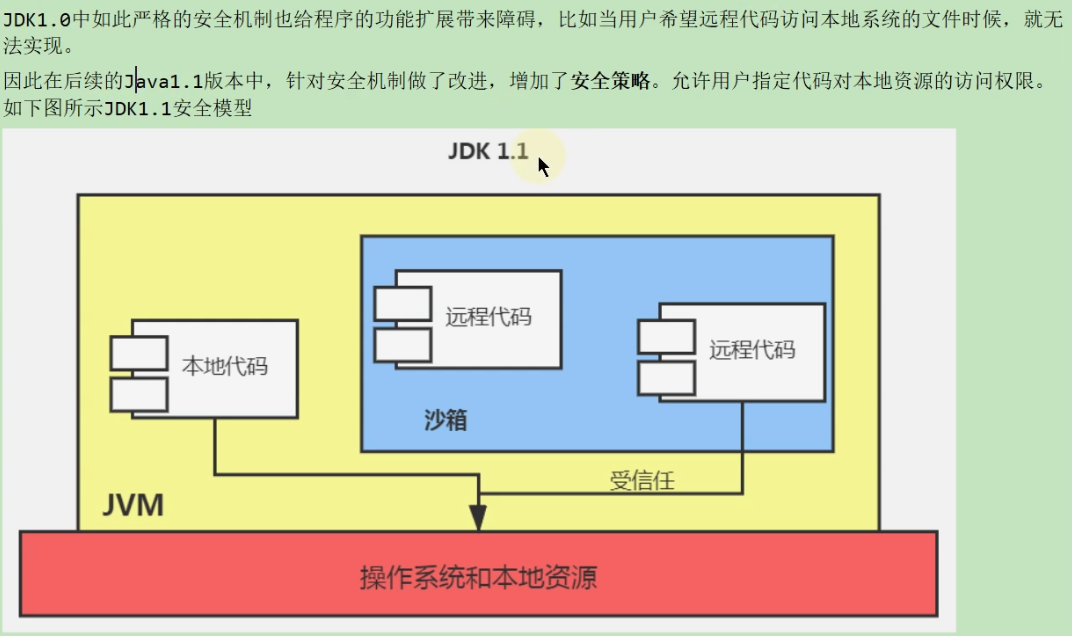 JDK1.0中如此严格的安全机制也给程序的功能扩展带来障碍，比如当用户希望远程代码访问本地系统的文件时候，就无
法实现。
因此在后续的Java1.1版本中，针对安全机制做了改进，增加了安全策略。允许用户指定代码对本地资源的访问权限。
如下图所示JDK1.1安全模型
JDK 1.1
远程代码
远程代码
本地代码
沙箱
受信任
JVM
操作系统和本地资源